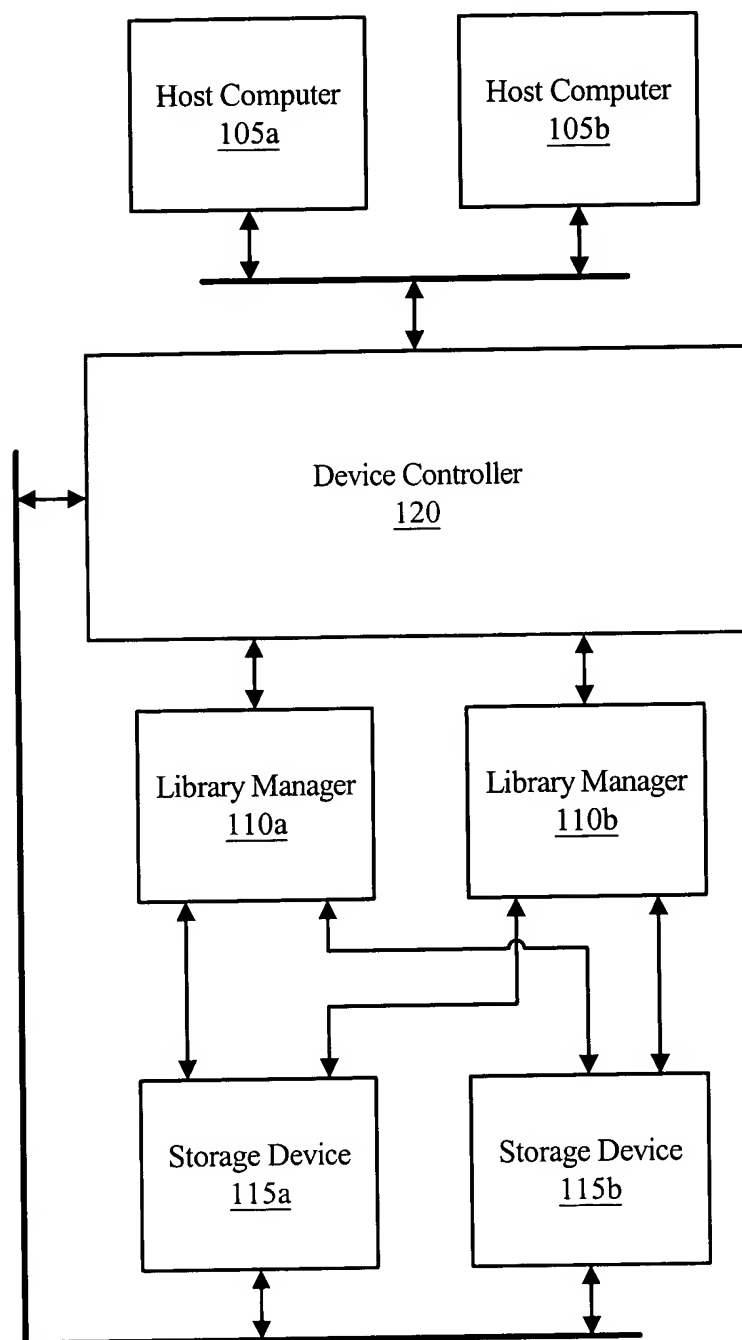 Host Computer
105a
Host Computer
105b
Device Controller
120
Library Manager
110a
Library Manager
110b
Storage Device
115a
Storage Device
115b